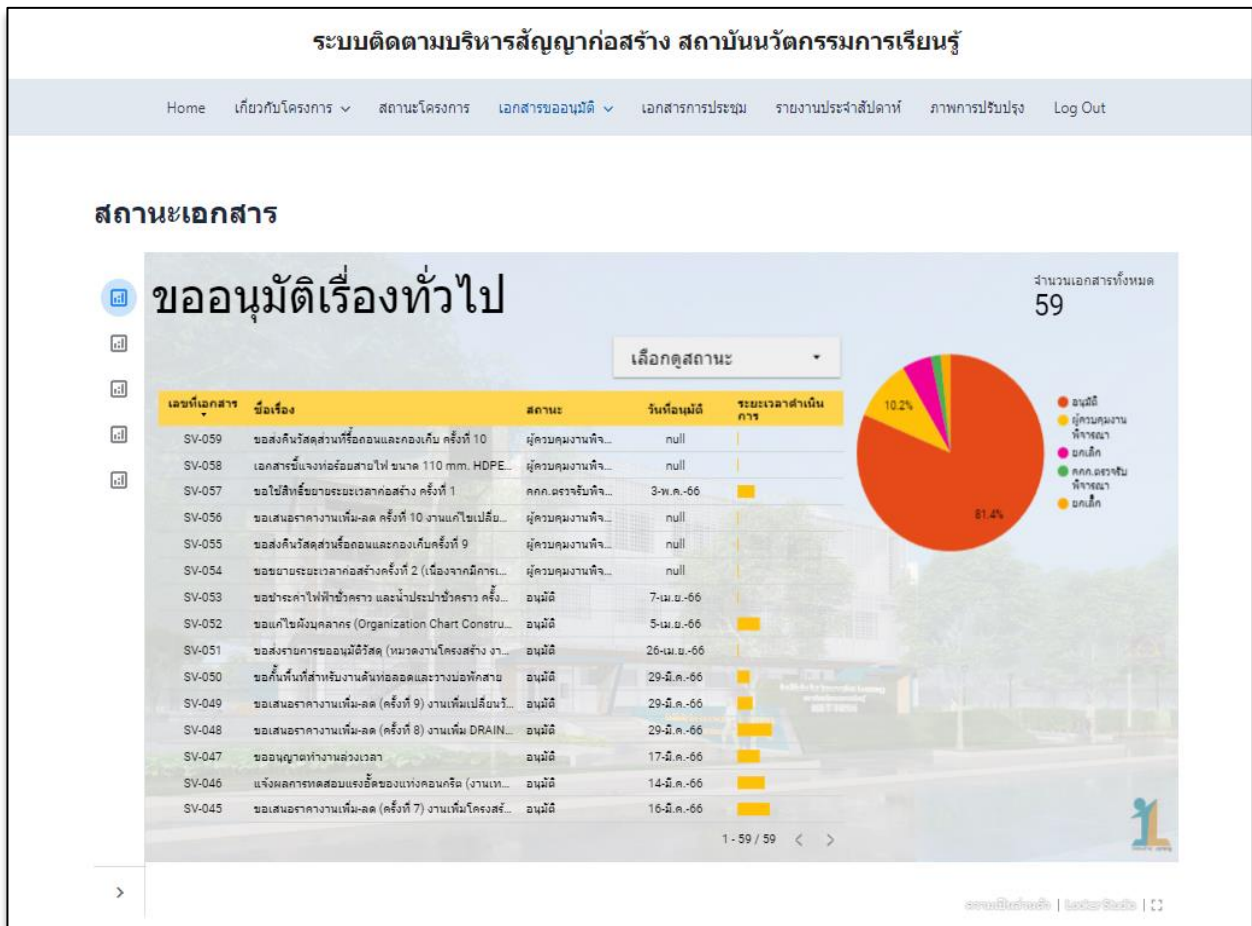 ระบบติดตามบริหารสัญญาก่อสร้าง สถาบันนวัตกรรมการเรียนรู้
Home เกี่ยวกับโครงการ สถานะโครงการ เอกสารขออนุมัติ เอกสารการประชุม รายงานประจำสัปดาห์ ภาพการปรับปรุง Log Out
สถานะเอกสาร
ขออนุมัติเรื่องทั่วไป
จำนวนเอกสารทั้งหมด
59
เลือกดูสถานะ
เลขที่เอกสาร ชื่อเรื่อง สถานะ วันที่อนุมัติ ระยะเวลาดำเนินการ
SV-059 ขอส่งคืนวัสดุส่วนที่รื้อถอนและกองเก็บ ครั้งที่ 10 ผู้ควบคุมงานพิจ... null
SV-058 เอกสารชี้แจงท่อร้อยสายไฟ ขนาด 110 mm. HDPE... ผู้ควบคุมงานพิจ... null
SV-057 ขอใช้สิทธิ์ขยายระยะเวลาก่อสร้าง ครั้งที่ 1 คกก.ตรวจรับพิจ... 3-พ.ค.-66
SV-056 ขอเสนอราคางานเพิ่ม-ลด ครั้งที่ 10 งานแก้ไขเปลี่ย... ผู้ควบคุมงานพิจ... null
SV-055 ขอส่งคืนวัสดุส่วนรื้อถอนและกองเก็บครั้งที่ 9 ผู้ควบคุมงานพิจ... null
SV-054 ขอขยายระยะเวลาก่อสร้างครั้งที่ 2 (เนื่องจากมีการเ... ผู้ควบคุมงานพิจ... null
SV-053 ขอชำระค่าไฟฟ้าชั่วคราว และน้ำประปาชั่วคราว ครั้ง... อนุมัติ 7-เม.ย.-66
SV-052 ขอแก้ไขผังบุคลากร (Organization Chart Constru... อนุมัติ 5-เม.ย.-66
SV-051 ขอส่งรายการขออนุมัติวัสดุ (หมวดงานโครงสร้าง งา... อนุมัติ 26-เม.ย.-66
SV-050 ขอกั้นพื้นที่สำหรับงานดันท่อลอดและวางบ่อพักสาย อนุมัติ 29-มี.ค.-66
SV-049 ขอเสนอราคางานเพิ่ม-ลด (ครั้งที่ 9) งานเพิ่มเปลี่ยนวั... อนุมัติ 29-มี.ค.-66
SV-048 ขอเสนอราคางานเพิ่ม-ลด (ครั้งที่ 8) งานเพิ่ม DRAIN... อนุมัติ 29-มี.ค.-66
SV-047 ขออนุญาตทำงานล่วงเวลา อนุมัติ 17-มี.ค.-66
SV-046 แจ้งผลการทดสอบแรงอัดของแท่งคอนกรีต (งานเท... อนุมัติ 14-มี.ค.-66
SV-045 ขอเสนอราคางานเพิ่ม-ลด (ครั้งที่ 7) งานเพิ่มโครงสร้... อนุมัติ 16-มี.ค.-66
1 - 59 / 59
10.2%
81.4%
อนุมัติ
ผู้ควบคุมงาน
พิจารณา
ยกเลิก
คกก.ตรวจรับ
พิจารณา
ยกเลิก
ความเป็นส่วนตัว | Looker Studio